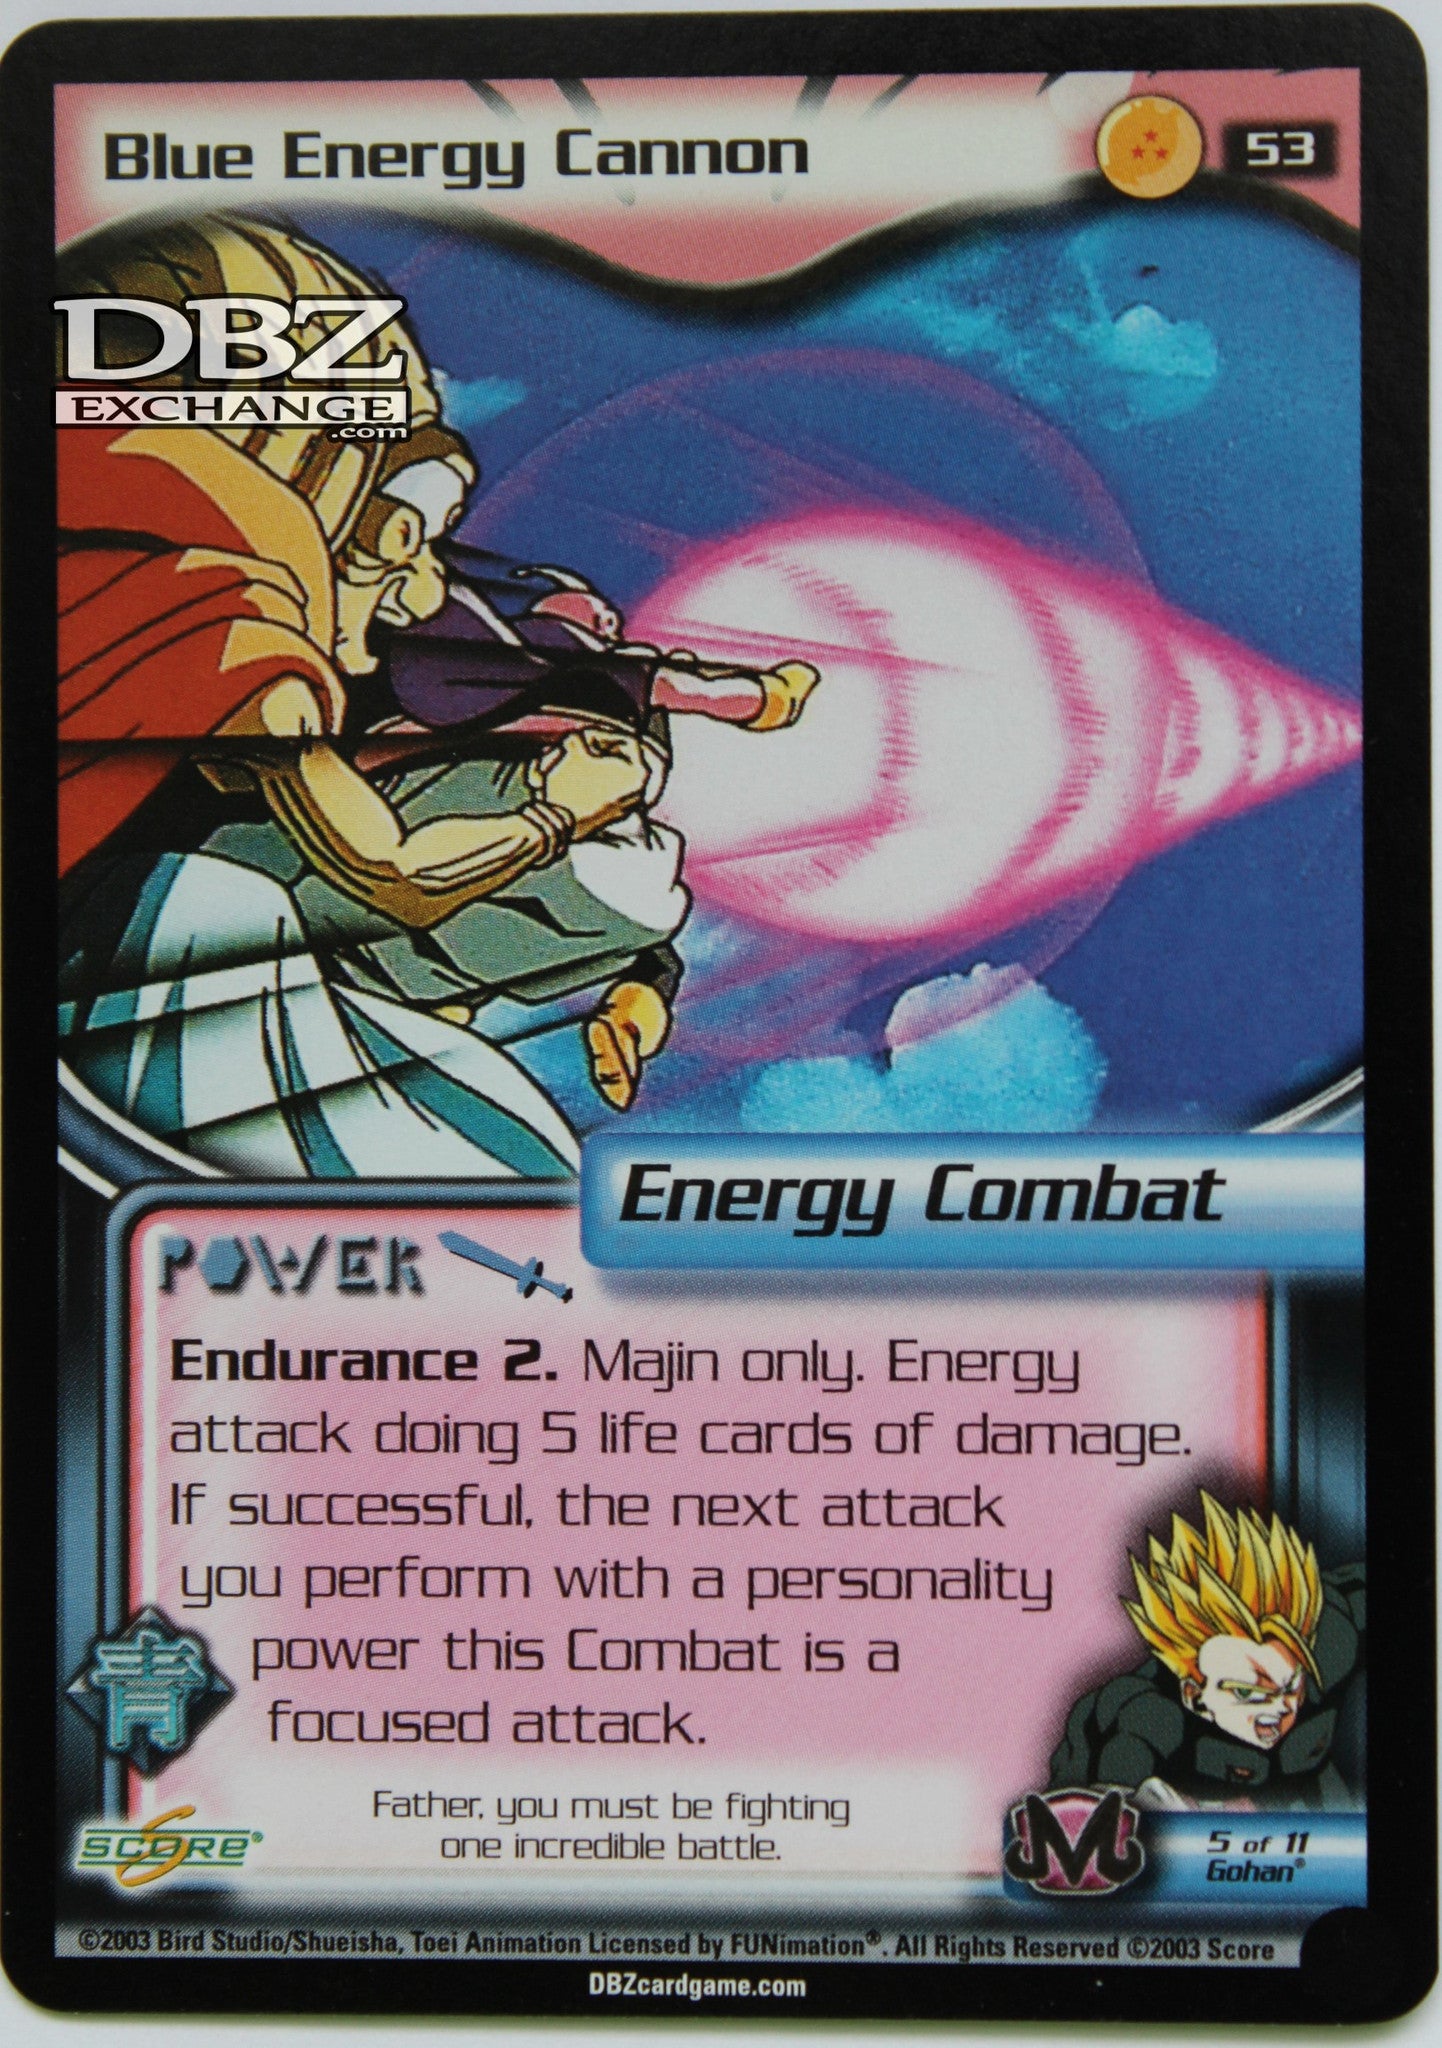 Blue Energy Cannon
53
DBZ
EXCHANGE
.com
Energy Combat
POWER
Endurance 2. Majin only. Energy
attack doing 5 life cards of damage.
If successful, the next attack
you perform with a personality
power this Combat is a
focused attack.
青
Father, you must be fighting
one incredible battle.
SCORE®
M
5 of 11
Gohan®
©2003 Bird Studio/Shueisha, Toei Animation Licensed by FUNimation®. All Rights Reserved ©2003 Score
DBZcardgame.com